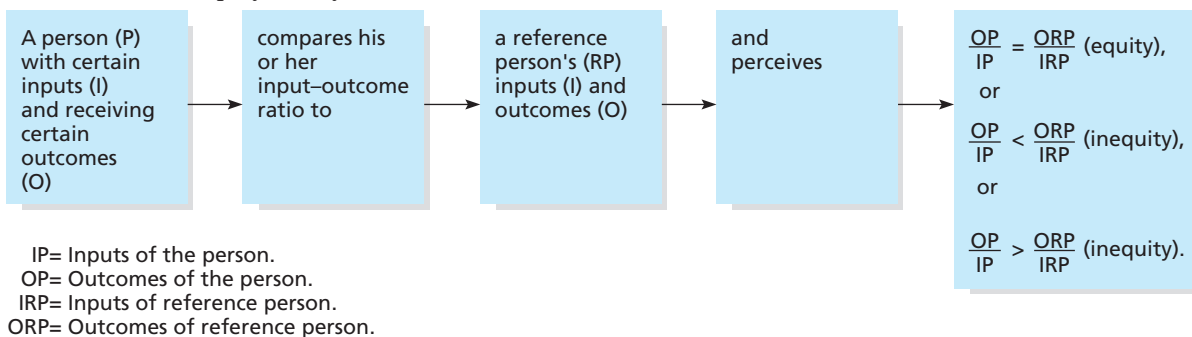 A person (P)
with certain
inputs (I)
and receiving
certain
outcomes
(O)
compares his
or her
input–outcome
ratio to
a reference
person's (RP)
inputs (I) and
outcomes (O)
and
perceives
OP
IP
=
ORP
IRP
(equity),
or
OP
IP
<
ORP
IRP
(inequity),
or
OP
IP
>
ORP
IRP
(inequity).
IP= Inputs of the person.
OP= Outcomes of the person.
IRP= Inputs of reference person.
ORP= Outcomes of reference person.